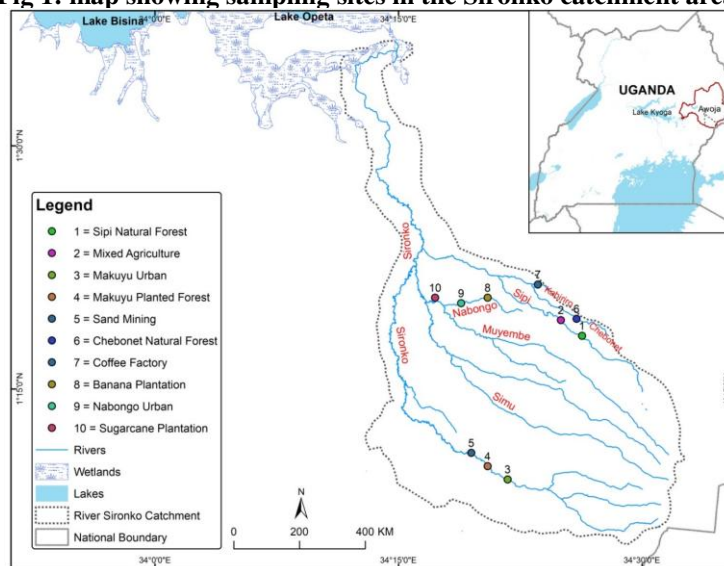 Fig 1: map showing sampling sites in the Sironko catchment area
Lake Bisina
34°0'0"E
Lake Opeta
34°15'0"E
UGANDA
Lake Kyoga
Awoja
1°30'0"N
Legend
1 = Sipi Natural Forest
2 = Mixed Agriculture
3 = Makuyu Urban
4 = Makuyu Planted Forest
5 = Sand Mining
6 = Chebonet Natural Forest
7 = Coffee Factory
8 = Banana Plantation
9 = Nabongo Urban
10 = Sugarcane Plantation
Rivers
Wetlands
Lakes
River Sironko Catchment
National Boundary
Sironko
7
Kabirira
10
9
8
Sipi
2
6
1
Chebonet
Nabongo
Muyembe
Sironko
Simu
1°15'0"N
5
4
3
N
0 200 400 KM
34°0'0"E
34°15'0"E
34°30'0"E